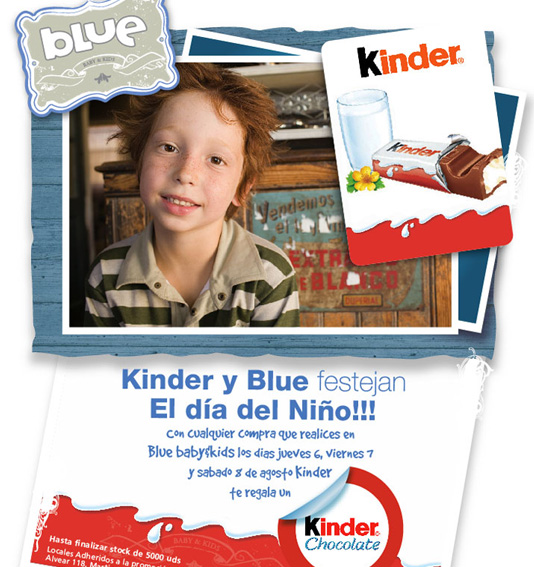 blue
BABY & KIDS
Kinder
Kinder
Vendemos
EXTRA
BLANCO
Kinder y Blue festejan
El día del Niño!!!
Con cualquier compra que realices en
Blue baby&kids los días jueves 6, viernes 7
y sabado 8 de agosto Kinder
te regala un
Kinder
Chocolate
BABY & KIDS
Hasta finalizar stock de 5000 uds
Locales Adheridos a la
Alvear 118,